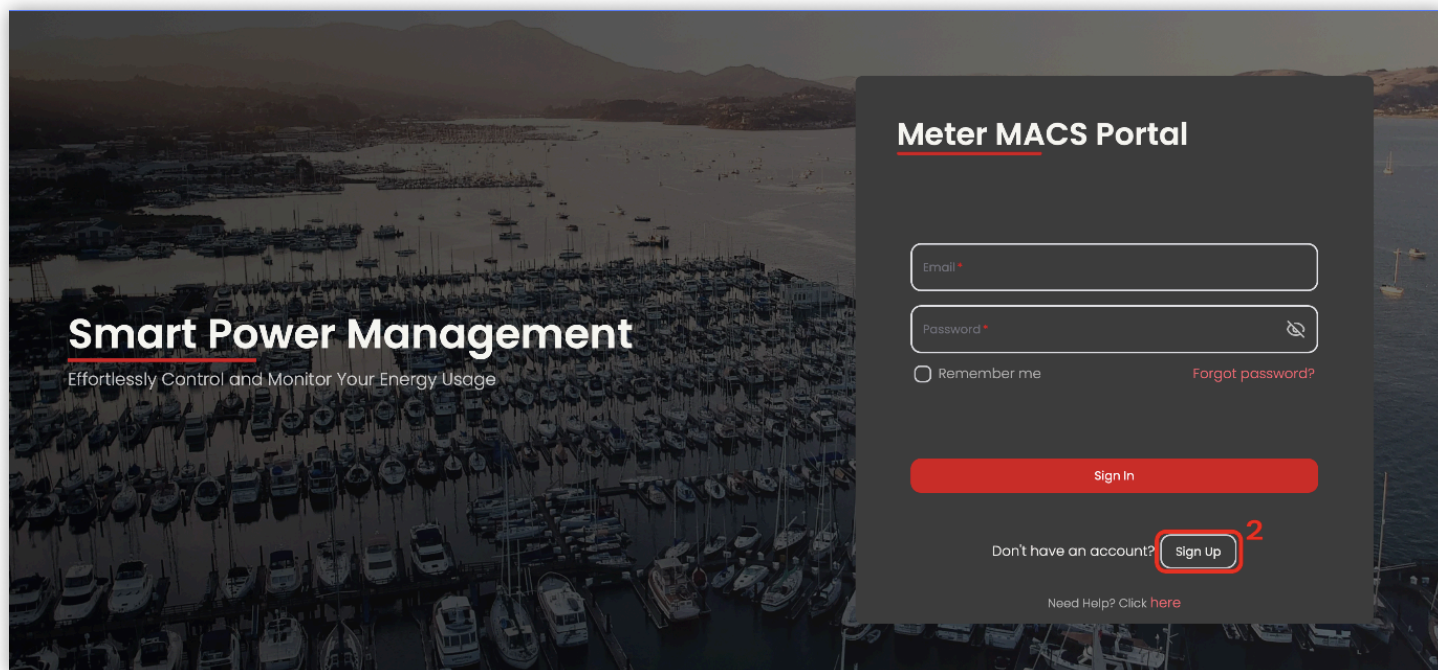 Meter MACS Portal
Smart Power Management
Effortlessly Control and Monitor Your Energy Usage
Email *
Password *
Remember me
Forgot password?
Sign In
Don't have an account? Sign Up 2
Need Help? Click here